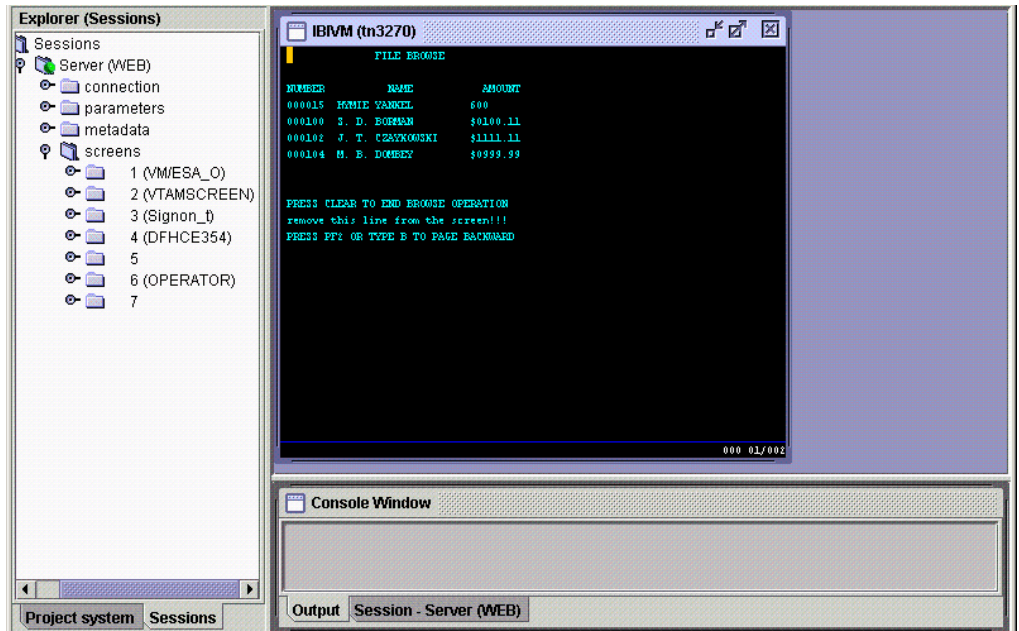 Explorer (Sessions)
Sessions
Server (WEB)
connection
parameters
metadata
screens
1 (VM/ESA_O)
2 (VTAMSCREEN)
3 (Signon_t)
4 (DFHCE354)
5
6 (OPERATOR)
7
Project system Sessions
IBIVM (tn3270)
FILE BROWSE
NUMBER NAME AMOUNT
000015 HYMIE YANKEL 600
000100 S. D. BORMAN $0100.11
000102 J. T. CZAYKOWSKI $1111.11
000104 M. B. DOMBEY $0999.99
PRESS CLEAR TO END BROWSE OPERATION
remove this line from the screen!!!
PRESS PF2 OR TYPE B TO PAGE BACKWARD
000 01/002
Console Window
Output Session - Server (WEB)